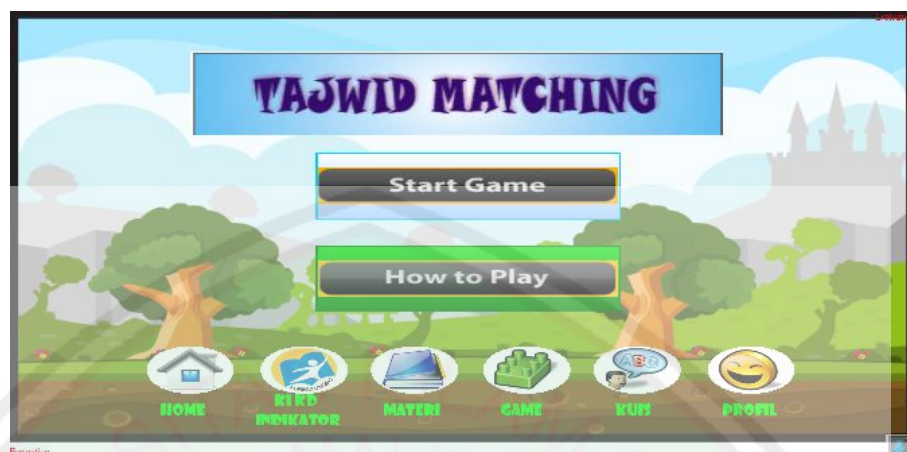 TAJWID MATCHING
Start Game
How to Play
HOME
KI KD
INDIKATOR
MATERI
GAME
KUIS
PROFIL